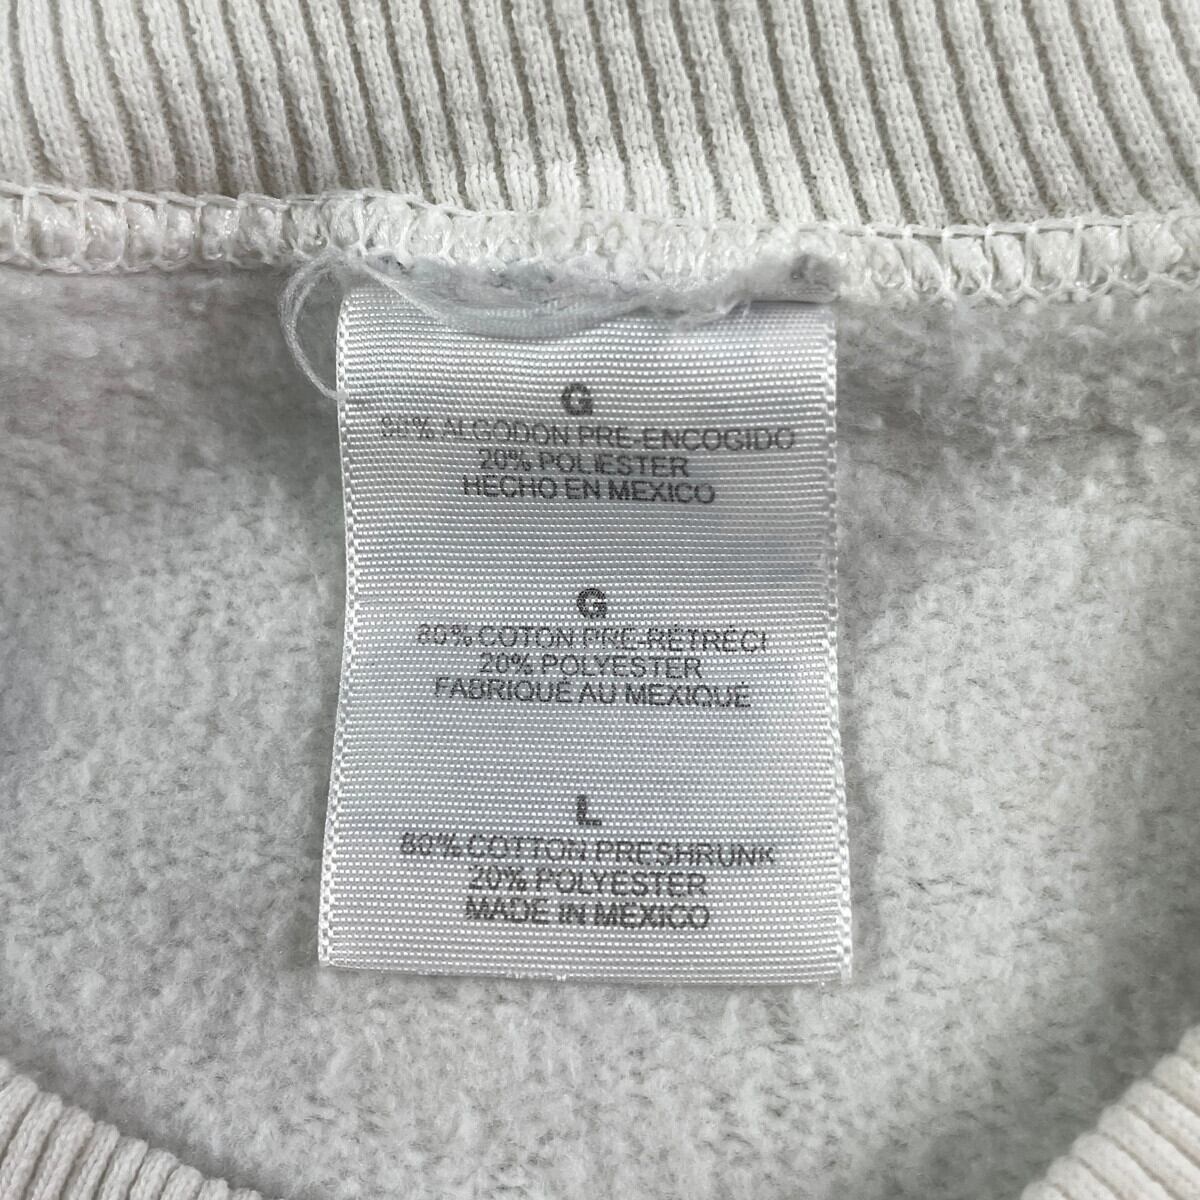 G
80% ALGODON PRE-ENCOGIDO
20% POLIESTER
HECHO EN MEXICO
G
80% COTON PRE-RÉTRÉCI
20% POLYESTER
FABRIQUÉ AU MEXIQUE
L
80% COTTON PRESHRUNK
20% POLYESTER
MADE IN MEXICO